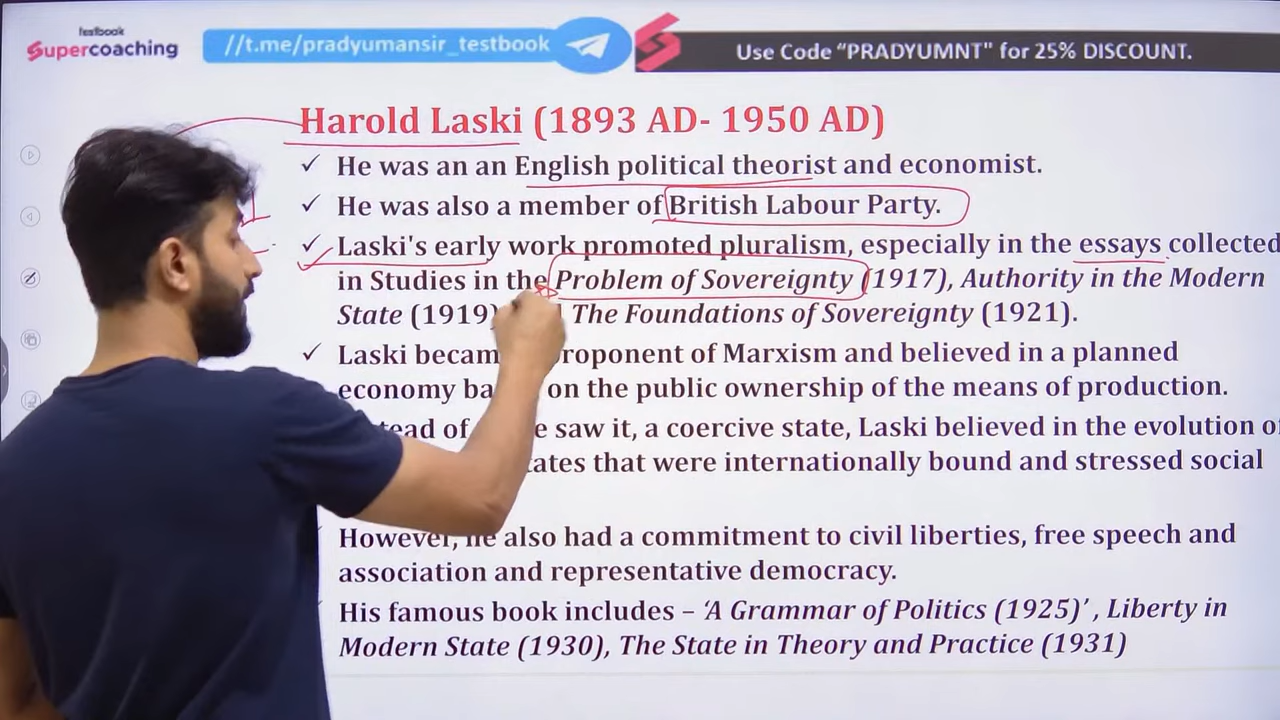 testbook
Supercoaching
//t.me/pradyumansir_testbook
Use Code “PRADYUMNT" for 25% DISCOUNT.
Harold Laski (1893 AD- 1950 AD)
✓ He was an an English political theorist and economist.
✓ He was also a member of British Labour Party.
✓ Laski's early work promoted pluralism, especially in the essays collected
in Studies in the Problem of Sovereignty (1917), Authority in the Modern
State (1919) The Foundations of Sovereignty (1921).
✓ Laski roponent of Marxism and believed in a planned
economy on the public ownership of the means of production.
of saw it, a coercive state, Laski believed in the evolution
that were internationally bound and stressed social
However, he also had a commitment to civil liberties, free speech and
association and representative democracy.
His famous book includes – ‘A Grammar of Politics (1925)’ , Liberty in
Modern State (1930), The State in Theory and Practice (1931)